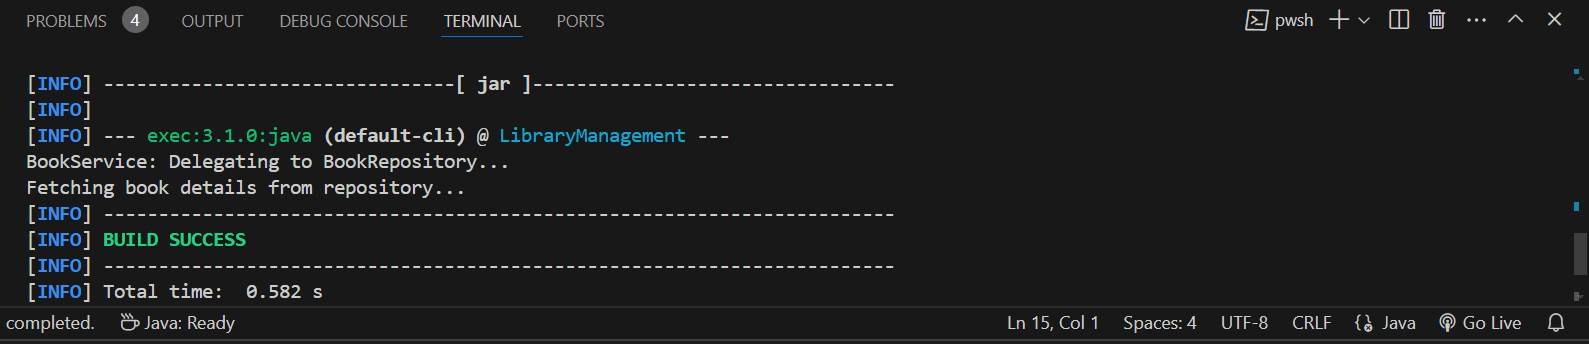 PROBLEMS 4 OUTPUT DEBUG CONSOLE TERMINAL PORTS pwsh
[INFO] --------------------------------[ jar ]---------------------------------
[INFO]
[INFO] --- exec:3.1.0:java (default-cli) @ LibraryManagement ---
BookService: Delegating to BookRepository...
Fetching book details from repository...
[INFO] ------------------------------------------------------------------------
[INFO] BUILD SUCCESS
[INFO] ------------------------------------------------------------------------
[INFO] Total time:  0.582 s
completed. Java: Ready Ln 15, Col 1 Spaces: 4 UTF-8 CRLF Java Go Live